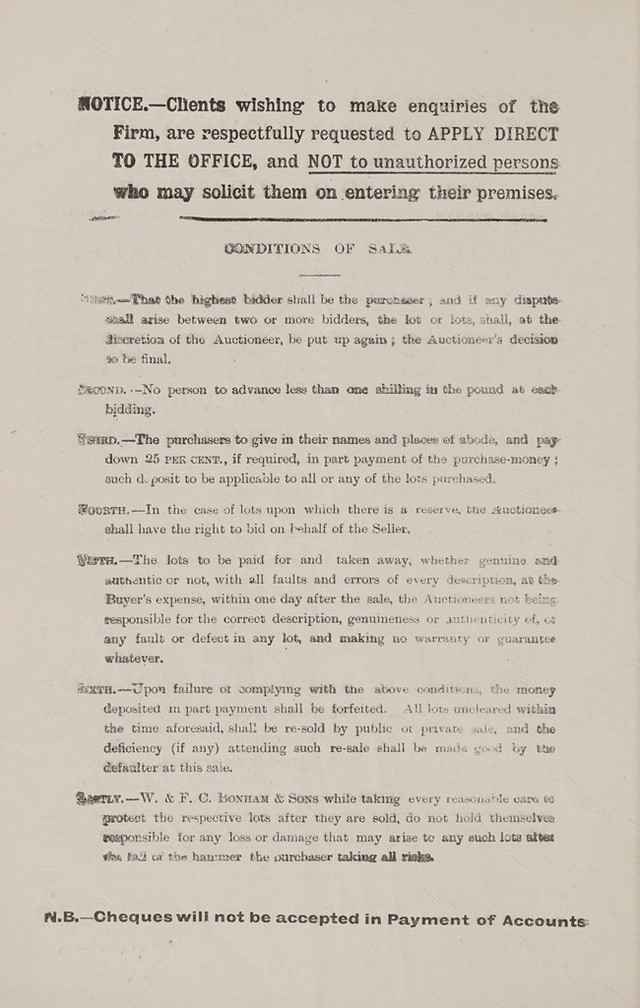 NOTICE.—Clients wishing to make enquiries of the
Firm, are respectfully requested to APPLY DIRECT
TO THE OFFICE, and NOT to unauthorized persons
who may solicit them on entering their premises.
CONDITIONS OF SALE
FIRST.—That the highest bidder shall be the purchaser ; and if any dispute
shall arise between two or more bidders, the lot or lots, shall, at the
discretion of the Auctioneer, be put up again ; the Auctioneer's decision
to be final.
SECOND.—No person to advance less than one shilling in the pound at each
bidding.
THIRD.—The purchasers to give in their names and places of abode, and pay
down 25 PER CENT., if required, in part payment of the purchase-money ;
such deposit to be applicable to all or any of the lots purchased.
FOURTH.—In the case of lots upon which there is a reserve, the Auctioneer
shall have the right to bid on behalf of the Seller.
FIFTH.—The lots to be paid for and taken away, whether genuine and
authentic or not, with all faults and errors of every description, at the
Buyer's expense, within one day after the sale, the Auctioneers not being
responsible for the correct description, genuineness or authenticity of, or
any fault or defect in any lot, and making no warranty or guarantee
whatever.
SIXTH.—Upon failure of complying with the above conditions, the money
deposited in part payment shall be forfeited. All lots uncleared within
the time aforesaid, shall be re-sold by public or private sale, and the
deficiency (if any) attending such re-sale shall be made good by the
defaulter at this sale.
LASTLY.—W. & F. C. BONHAM & SONS while taking every reasonable care to
protect the respective lots after they are sold, do not hold themselves
responsible for any loss or damage that may arise to any such lots after
the fall of the hammer the purchaser taking all risks.
N.B.—Cheques will not be accepted in Payment of Accounts